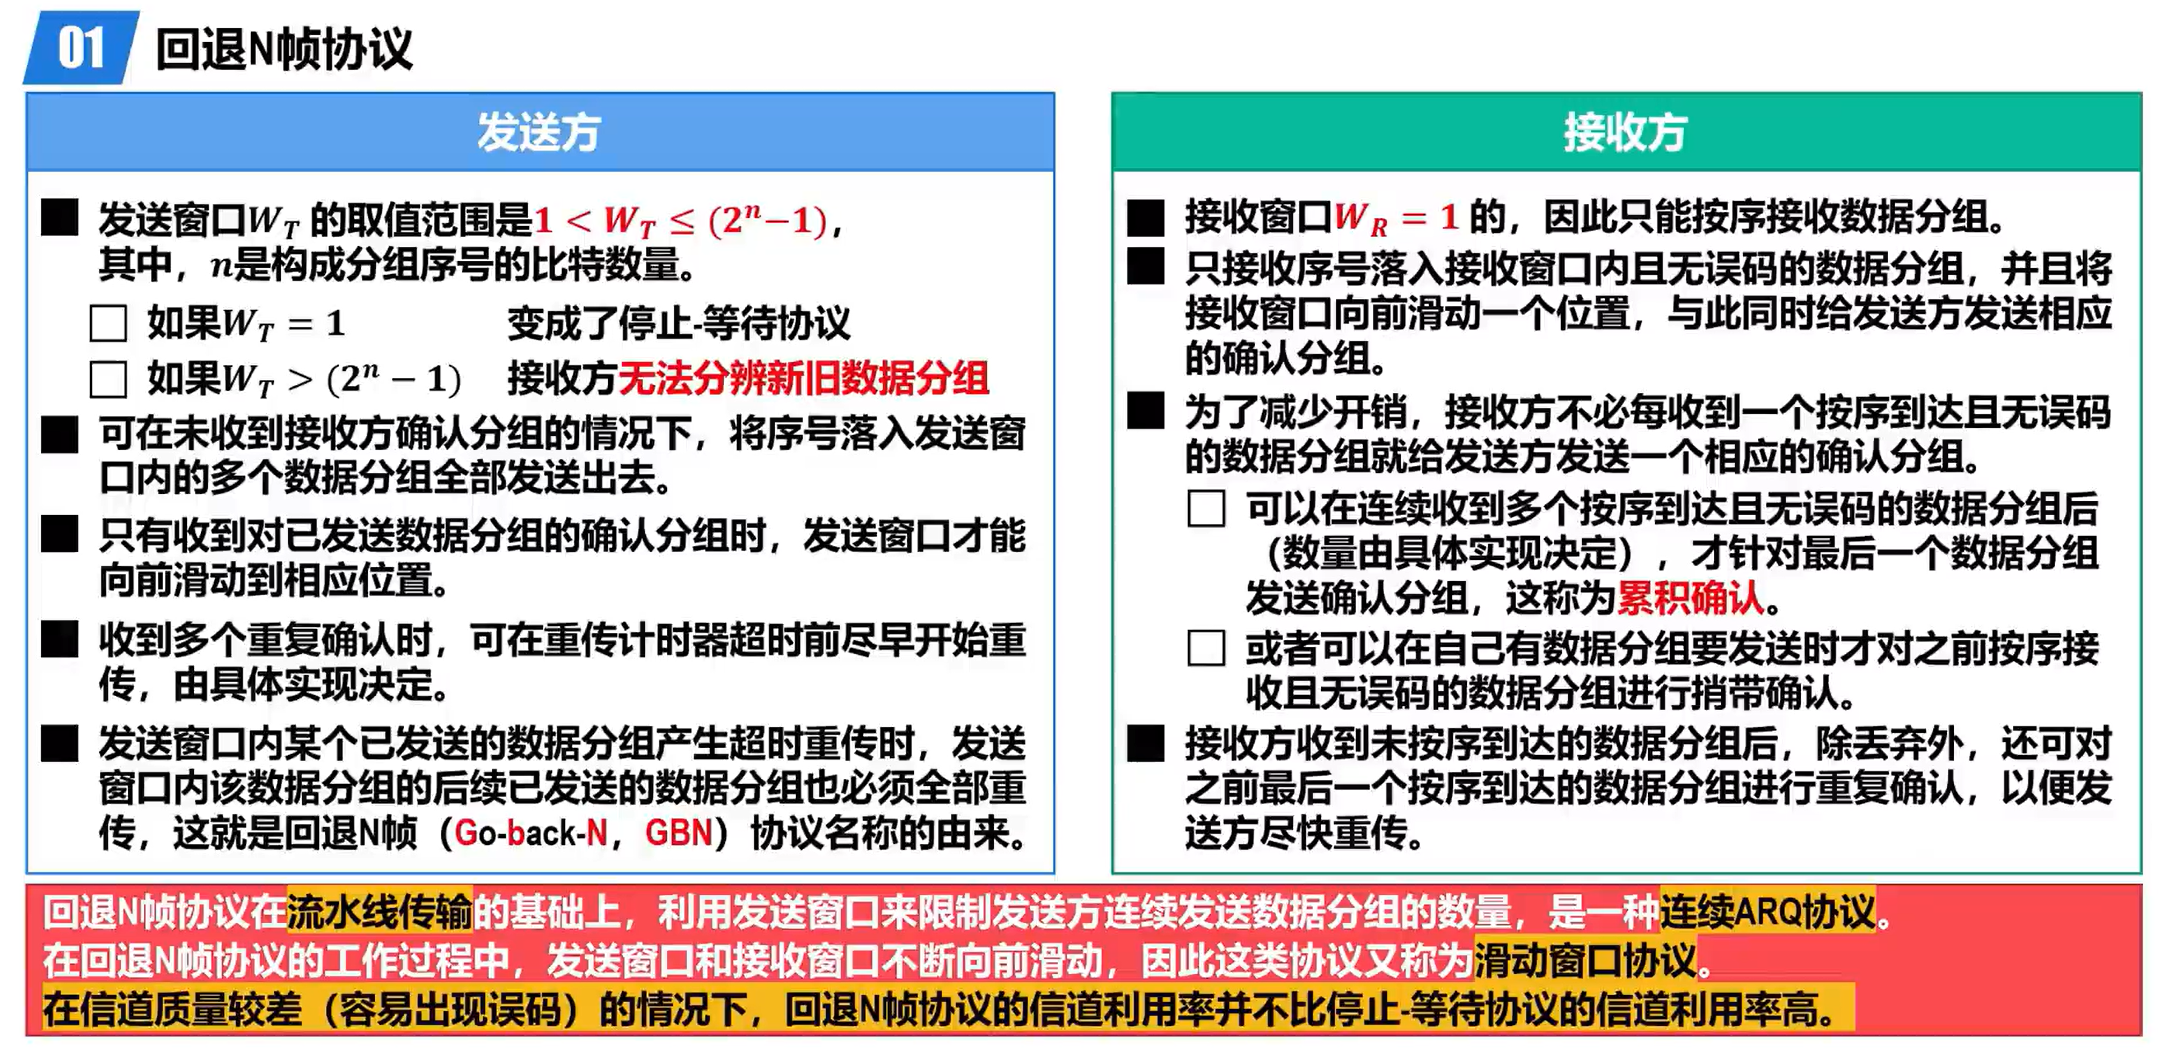 01 回退N帧协议
发送方
发送窗口W_T 的取值范围是1 < W_T ≤ (2^n−1),
其中，n是构成分组序号的比特数量。
如果W_T = 1 变成了停止-等待协议
如果W_T > (2^n − 1) 接收方无法分辨新旧数据分组
可在未收到接收方确认分组的情况下，将序号落入发送窗
口内的多个数据分组全部发送出去。
只有收到对已发送数据分组的确认分组时，发送窗口才能
向前滑动到相应位置。
收到多个重复确认时，可在重传计时器超时前尽早开始重
传，由具体实现决定。
发送窗口内某个已发送的数据分组产生超时重传时，发送
窗口内该数据分组的后续已发送的数据分组也必须全部重
传，这就是回退N帧（Go-back-N，GBN）协议名称的由来。
接收方
接收窗口W_R = 1 的，因此只能按序接收数据分组。
只接收序号落入接收窗口内且无误码的数据分组，并且将
接收窗口向前滑动一个位置，与此同时给发送方发送相应
的确认分组。
为了减少开销，接收方不必每收到一个按序到达且无误码
的数据分组就给发送方发送一个相应的确认分组。
可以在连续收到多个按序到达且无误码的数据分组后
（数量由具体实现决定），才针对最后一个数据分组
发送确认分组，这称为累积确认。
或者可以在自己有数据分组要发送时才对之前按序接
收且无误码的数据分组进行捎带确认。
接收方收到未按序到达的数据分组后，除丢弃外，还可对
之前最后一个按序到达的数据分组进行重复确认，以便发
送方尽快重传。
回退N帧协议在流水线传输的基础上，利用发送窗口来限制发送方连续发送数据分组的数量，是一种连续ARQ协议。
在回退N帧协议的工作过程中，发送窗口和接收窗口不断向前滑动，因此这类协议又称为滑动窗口协议。
在信道质量较差（容易出现误码）的情况下，回退N帧协议的信道利用率并不比停止-等待协议的信道利用率高。